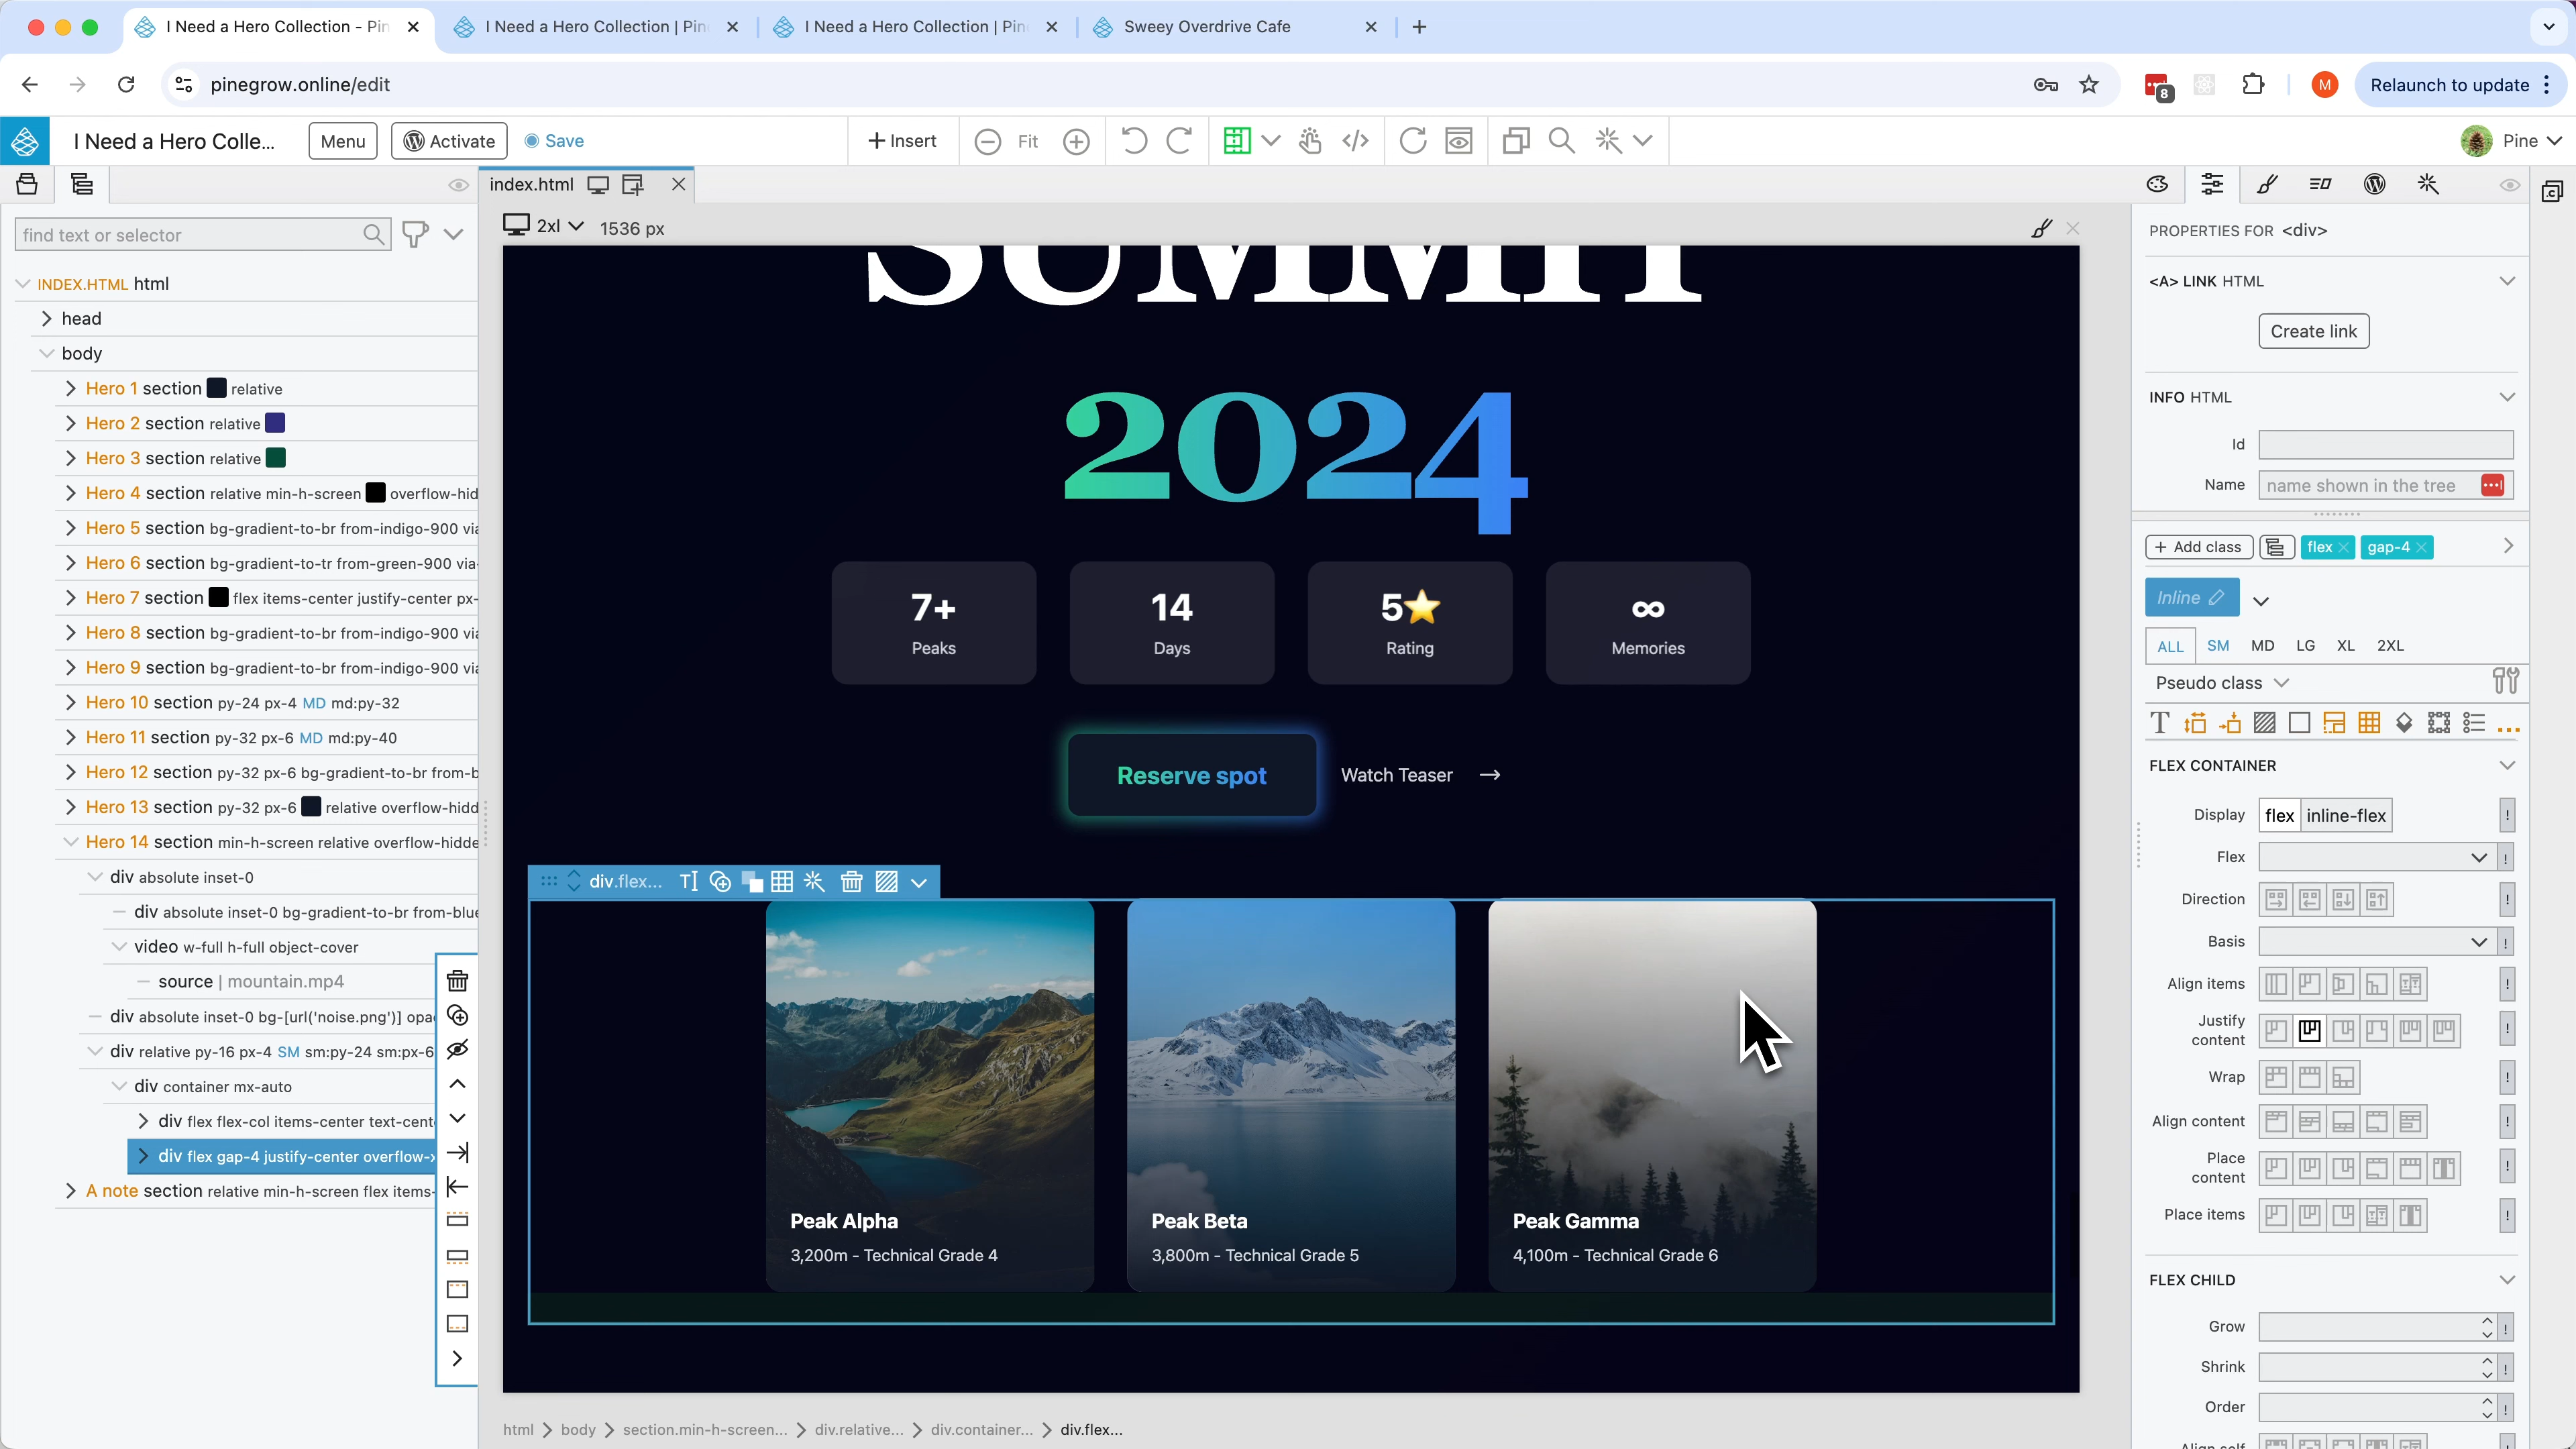 I Need a Hero Collection - Pin
I Need a Hero Collection | Pin
I Need a Hero Collection | Pin
Sweey Overdrive Cafe
pinegrow.online/edit
8
M
Relaunch to update
I Need a Hero Colle...
Menu
Activate
Save
Insert
Fit
Pine
index.html
find text or selector
2xl
1536 px
INDEX.HTML html
head
body
Hero 1 section relative
Hero 2 section relative
Hero 3 section relative
Hero 4 section relative min-h-screen overflow-hid
Hero 5 section bg-gradient-to-br from-indigo-900 via
Hero 6 section bg-gradient-to-tr from-green-900 via-
Hero 7 section flex items-center justify-center px-
Hero 8 section bg-gradient-to-br from-indigo-900 via
Hero 9 section bg-gradient-to-br from-indigo-900 via
Hero 10 section py-24 px-4 MD md:py-32
Hero 11 section py-32 px-6 MD md:py-40
Hero 12 section py-32 px-6 bg-gradient-to-br from-b
Hero 13 section py-32 px-6 relative overflow-hidd
Hero 14 section min-h-screen relative overflow-hidde
div absolute inset-0
div absolute inset-0 bg-gradient-to-br from-blue
video w-full h-full object-cover
source | mountain.mp4
div absolute inset-0 bg-[url('noise.png')] opa
div relative py-16 px-4 SM sm:py-24 sm:px-6
div container mx-auto
div flex flex-col items-center text-cent
div flex gap-4 justify-center overflow-x
A note section relative min-h-screen flex items-
SUMMIT
2024
7+
Peaks
14
Days
5⭐
Rating
∞
Memories
Reserve spot
Watch Teaser →
div.flex...
Peak Alpha
3,200m - Technical Grade 4
Peak Beta
3,800m - Technical Grade 5
Peak Gamma
4,100m - Technical Grade 6
html > body > section.min-h-screen... > div.relative... > div.container... > div.flex...
PROPERTIES FOR <div>
<A> LINK HTML
Create link
INFO HTML
Id
Name name shown in the tree
+ Add class
flex
gap-4
Inline
ALL SM MD LG XL 2XL
Pseudo class
FLEX CONTAINER
Display flex inline-flex !
Flex !
Direction !
Basis !
Align items !
Justify content !
Wrap !
Align content !
Place content !
Place items !
FLEX CHILD
Grow !
Shrink !
Order !
Align self